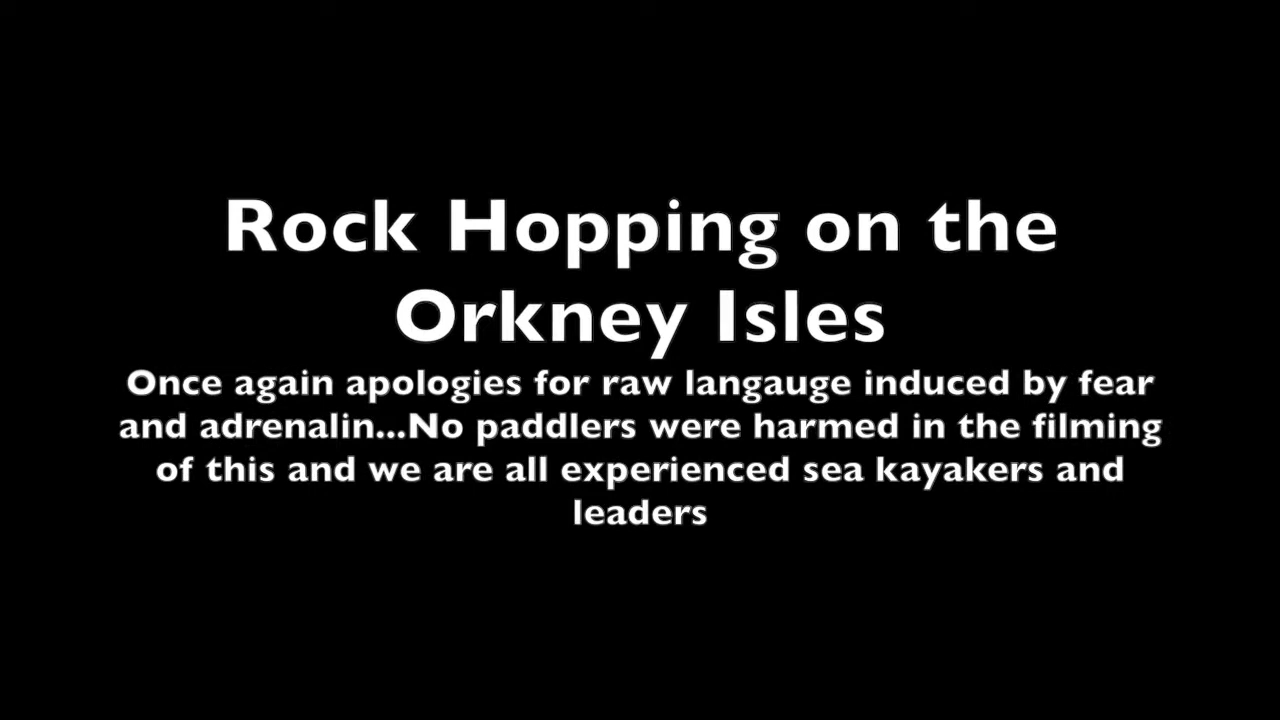 Rock Hopping on the
Orkney Isles
Once again apologies for raw langauge induced by fear
and adrenalin...No paddlers were harmed in the filming
of this and we are all experienced sea kayakers and
leaders